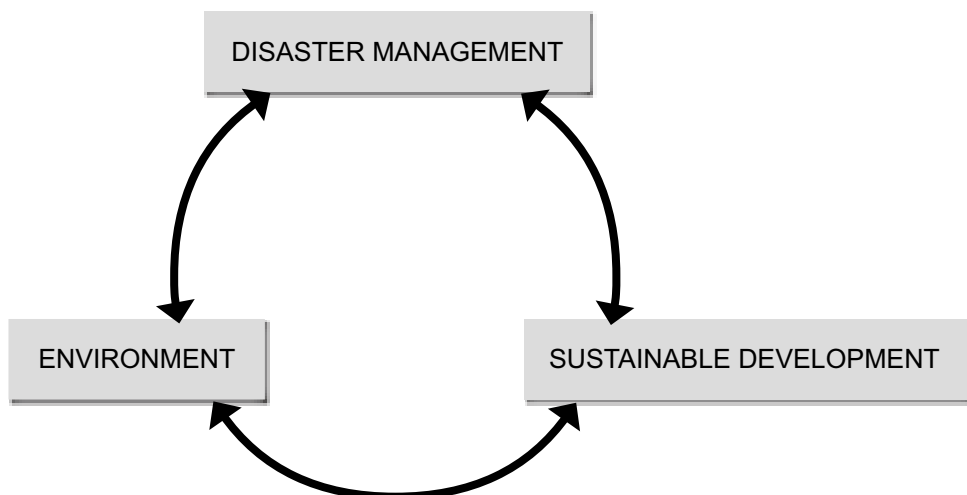 DISASTER MANAGEMENT
ENVIRONMENT
SUSTAINABLE DEVELOPMENT